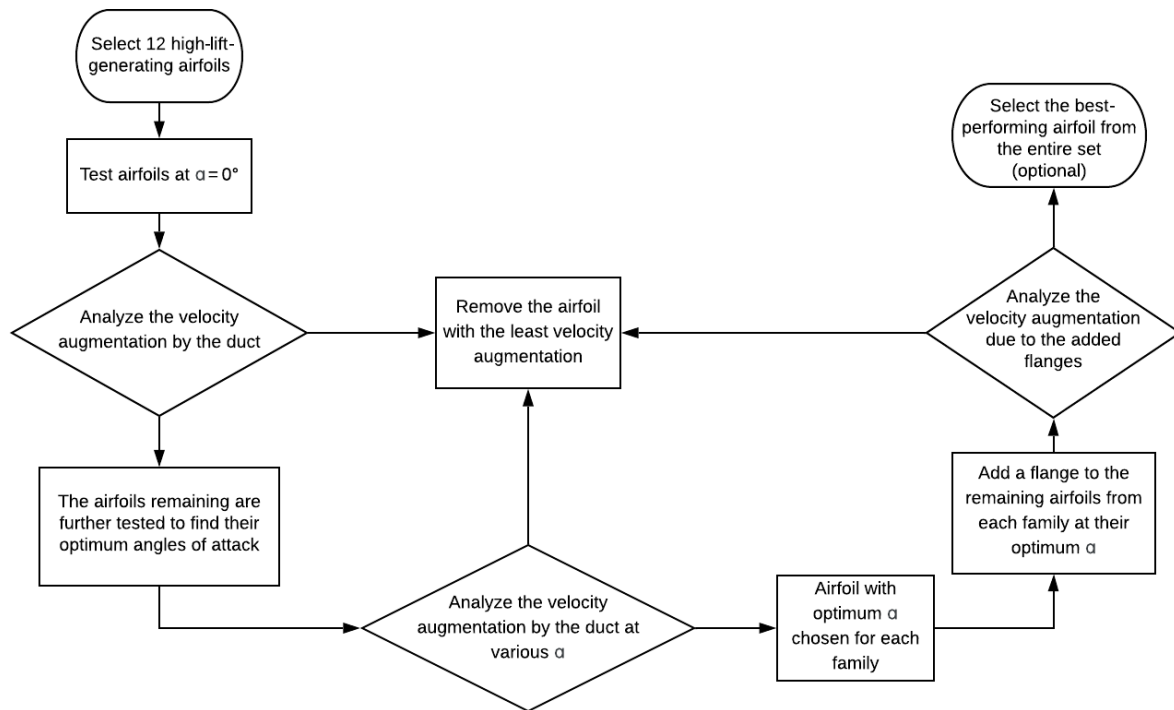 Select 12 high-lift-
generating airfoils
Test airfoils at α = 0°
Analyze the velocity
augmentation by the duct
The airfoils remaining are
further tested to find their
optimum angles of attack
Remove the airfoil
with the least velocity
augmentation
Analyze the velocity
augmentation by the duct at
various α
Airfoil with
optimum α
chosen for each
family
Add a flange to the
remaining airfoils from
each family at their
optimum α
Analyze the
velocity augmentation
due to the added
flanges
Select the best-
performing airfoil from
the entire set
(optional)